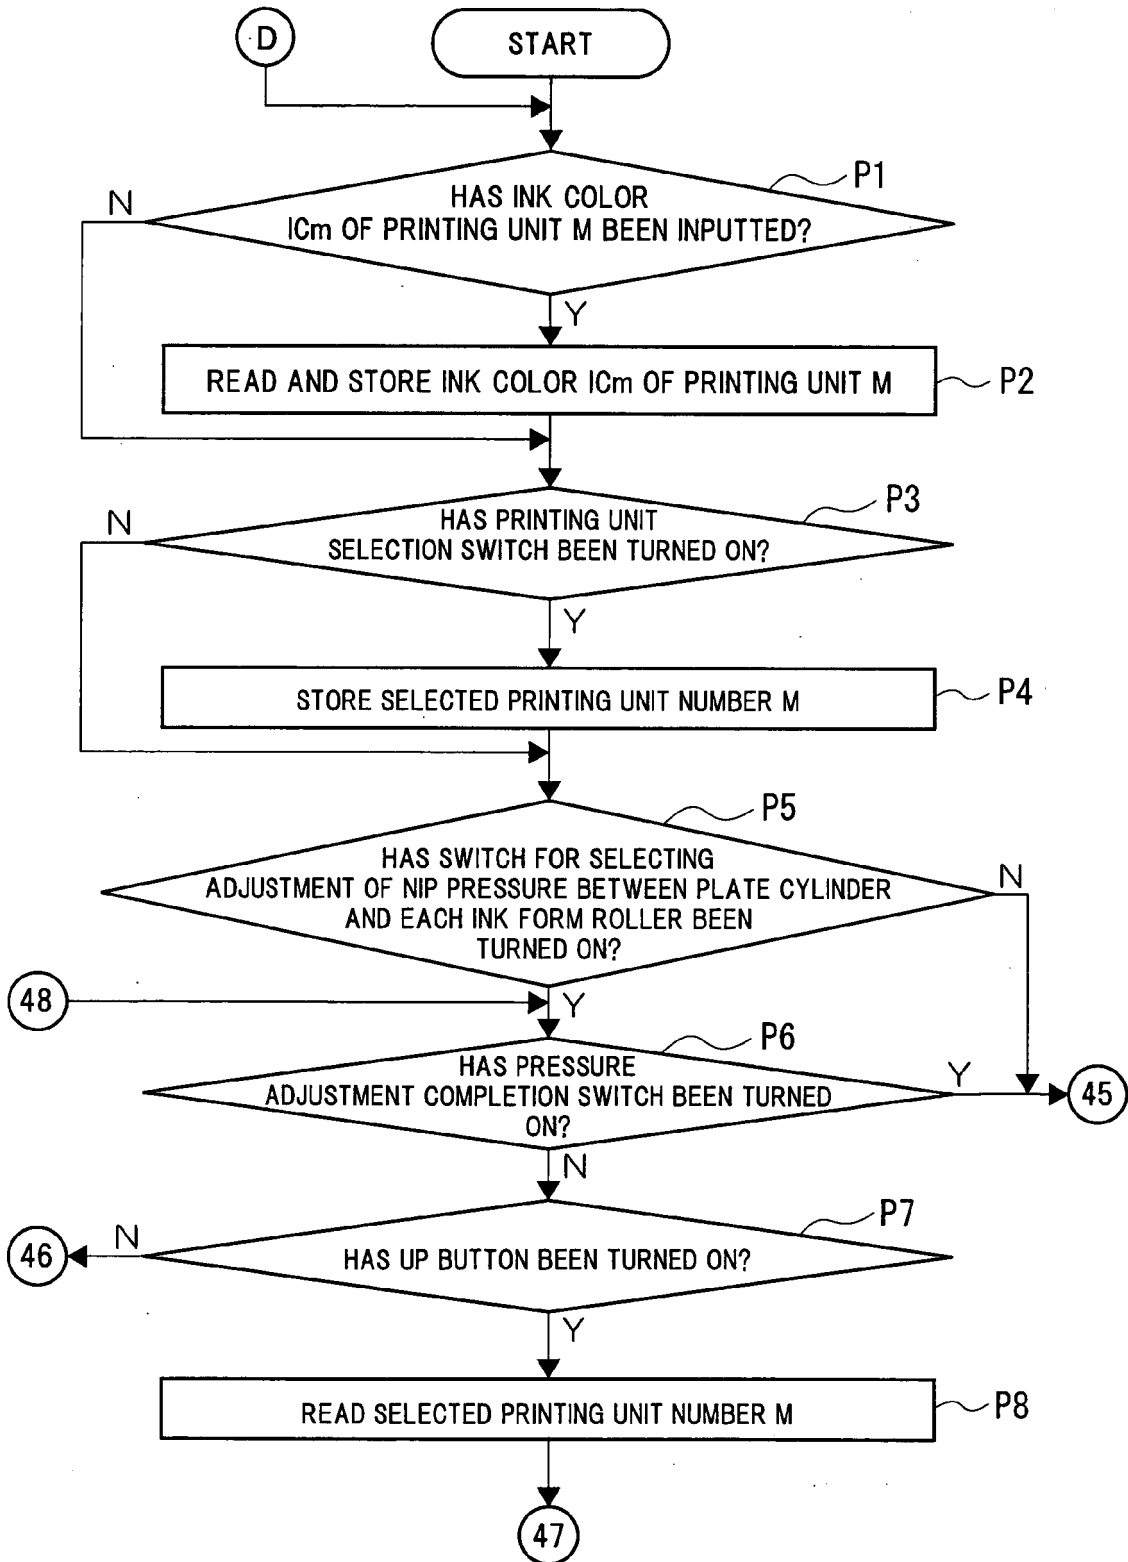 D
START
P1
N
HAS INK COLOR
ICm OF PRINTING UNIT M BEEN INPUTTED?
Y
READ AND STORE INK COLOR ICm OF PRINTING UNIT M
P2
P3
N
HAS PRINTING UNIT
SELECTION SWITCH BEEN TURNED ON?
Y
STORE SELECTED PRINTING UNIT NUMBER M
P4
P5
HAS SWITCH FOR SELECTING
ADJUSTMENT OF NIP PRESSURE BETWEEN PLATE CYLINDER
AND EACH INK FORM ROLLER BEEN
TURNED ON?
N
48
Y
P6
HAS PRESSURE
ADJUSTMENT COMPLETION SWITCH BEEN TURNED
ON?
Y
45
N
P7
46
N
HAS UP BUTTON BEEN TURNED ON?
Y
READ SELECTED PRINTING UNIT NUMBER M
P8
47